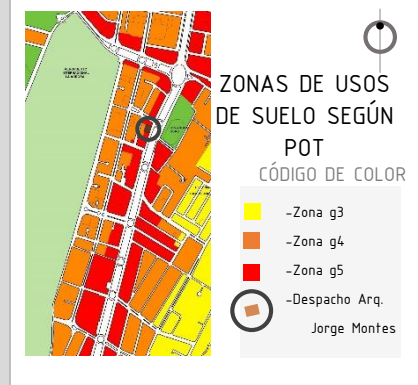 ZONAS DE USOS
DE SUELO SEGÚN
POT
CÓDIGO DE COLOR
-Zona g3
-Zona g4
-Zona g5
-Despacho Arq.
Jorge Montes